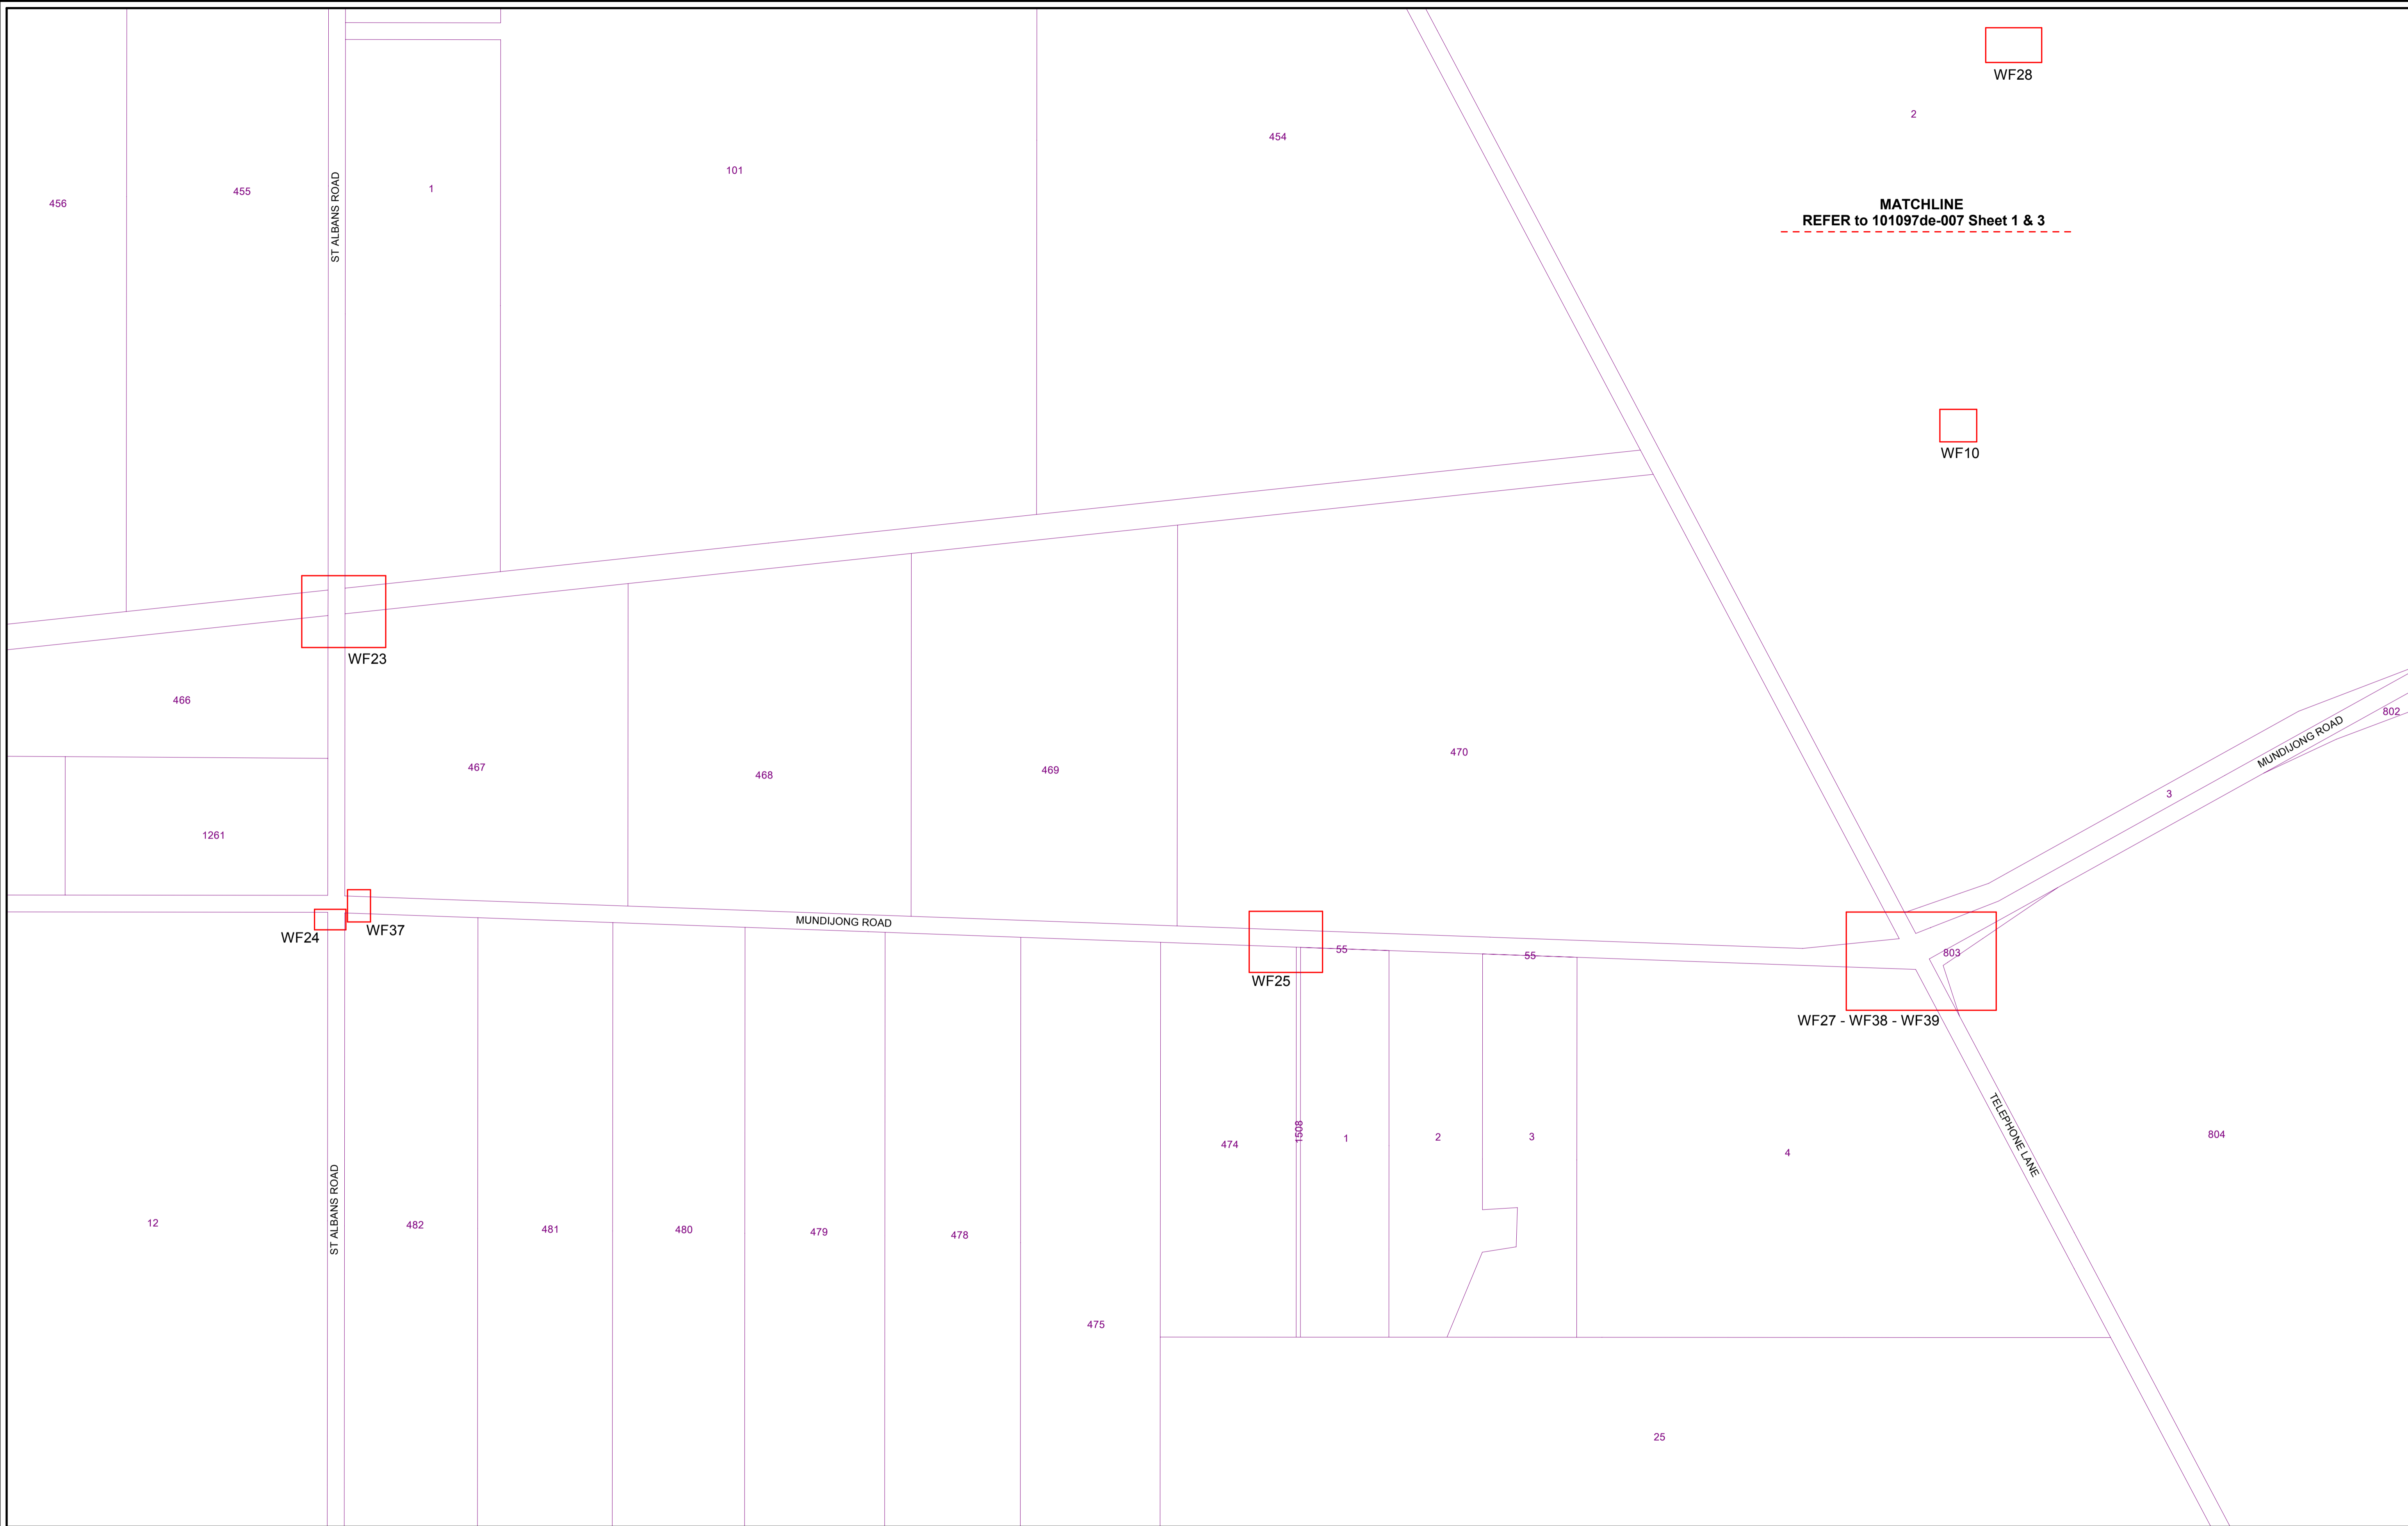 WF28
2
454
101
1
455
456
ST ALBANS ROAD
MATCHLINE
REFER to 101097de-007 Sheet 1 & 3
WF10
WF23
466
802
MUNDIJONG ROAD
470
467
469
468
3
1261
MUNDIJONG ROAD
WF37
WF24
55
55
803
WF25
WF27 - WF38 - WF39
TELEPHONE LANE
804
1508
1
2
3
474
4
ST ALBANS ROAD
12
482
481
480
479
478
475
25